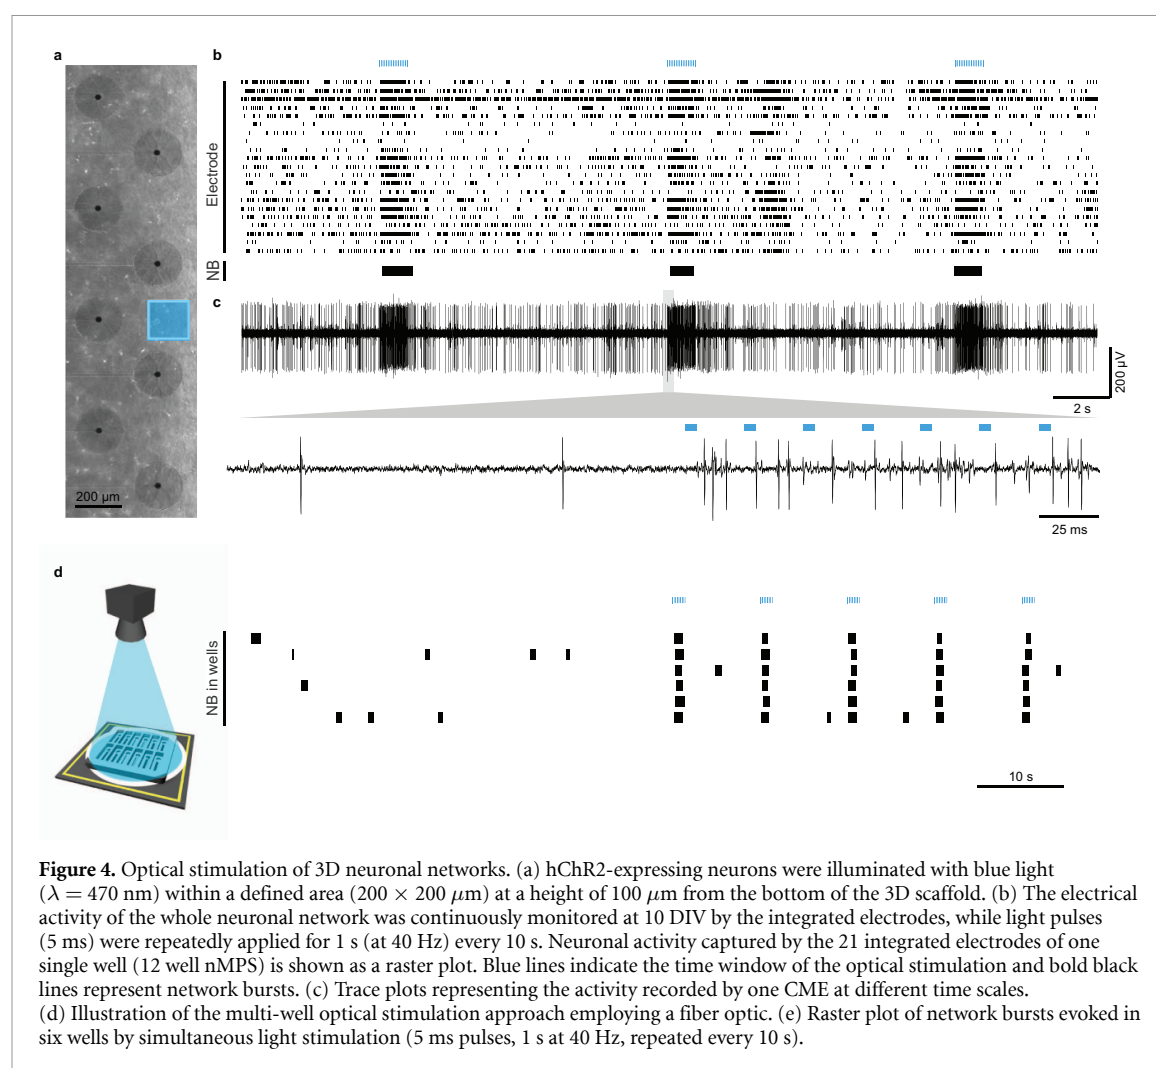 a
b
Electrode
NB
c
200 µV
2 s
200 µm
25 ms
d
NB in wells
10 s
Figure 4. Optical stimulation of 3D neuronal networks. (a) hChR2-expressing neurons were illuminated with blue light
(λ = 470 nm) within a defined area (200 × 200 µm) at a height of 100 µm from the bottom of the 3D scaffold. (b) The electrical
activity of the whole neuronal network was continuously monitored at 10 DIV by the integrated electrodes, while light pulses
(5 ms) were repeatedly applied for 1 s (at 40 Hz) every 10 s. Neuronal activity captured by the 21 integrated electrodes of one
single well (12 well nMPS) is shown as a raster plot. Blue lines indicate the time window of the optical stimulation and bold black
lines represent network bursts. (c) Trace plots representing the activity recorded by one CME at different time scales.
(d) Illustration of the multi-well optical stimulation approach employing a fiber optic. (e) Raster plot of network bursts evoked in
six wells by simultaneous light stimulation (5 ms pulses, 1 s at 40 Hz, repeated every 10 s).